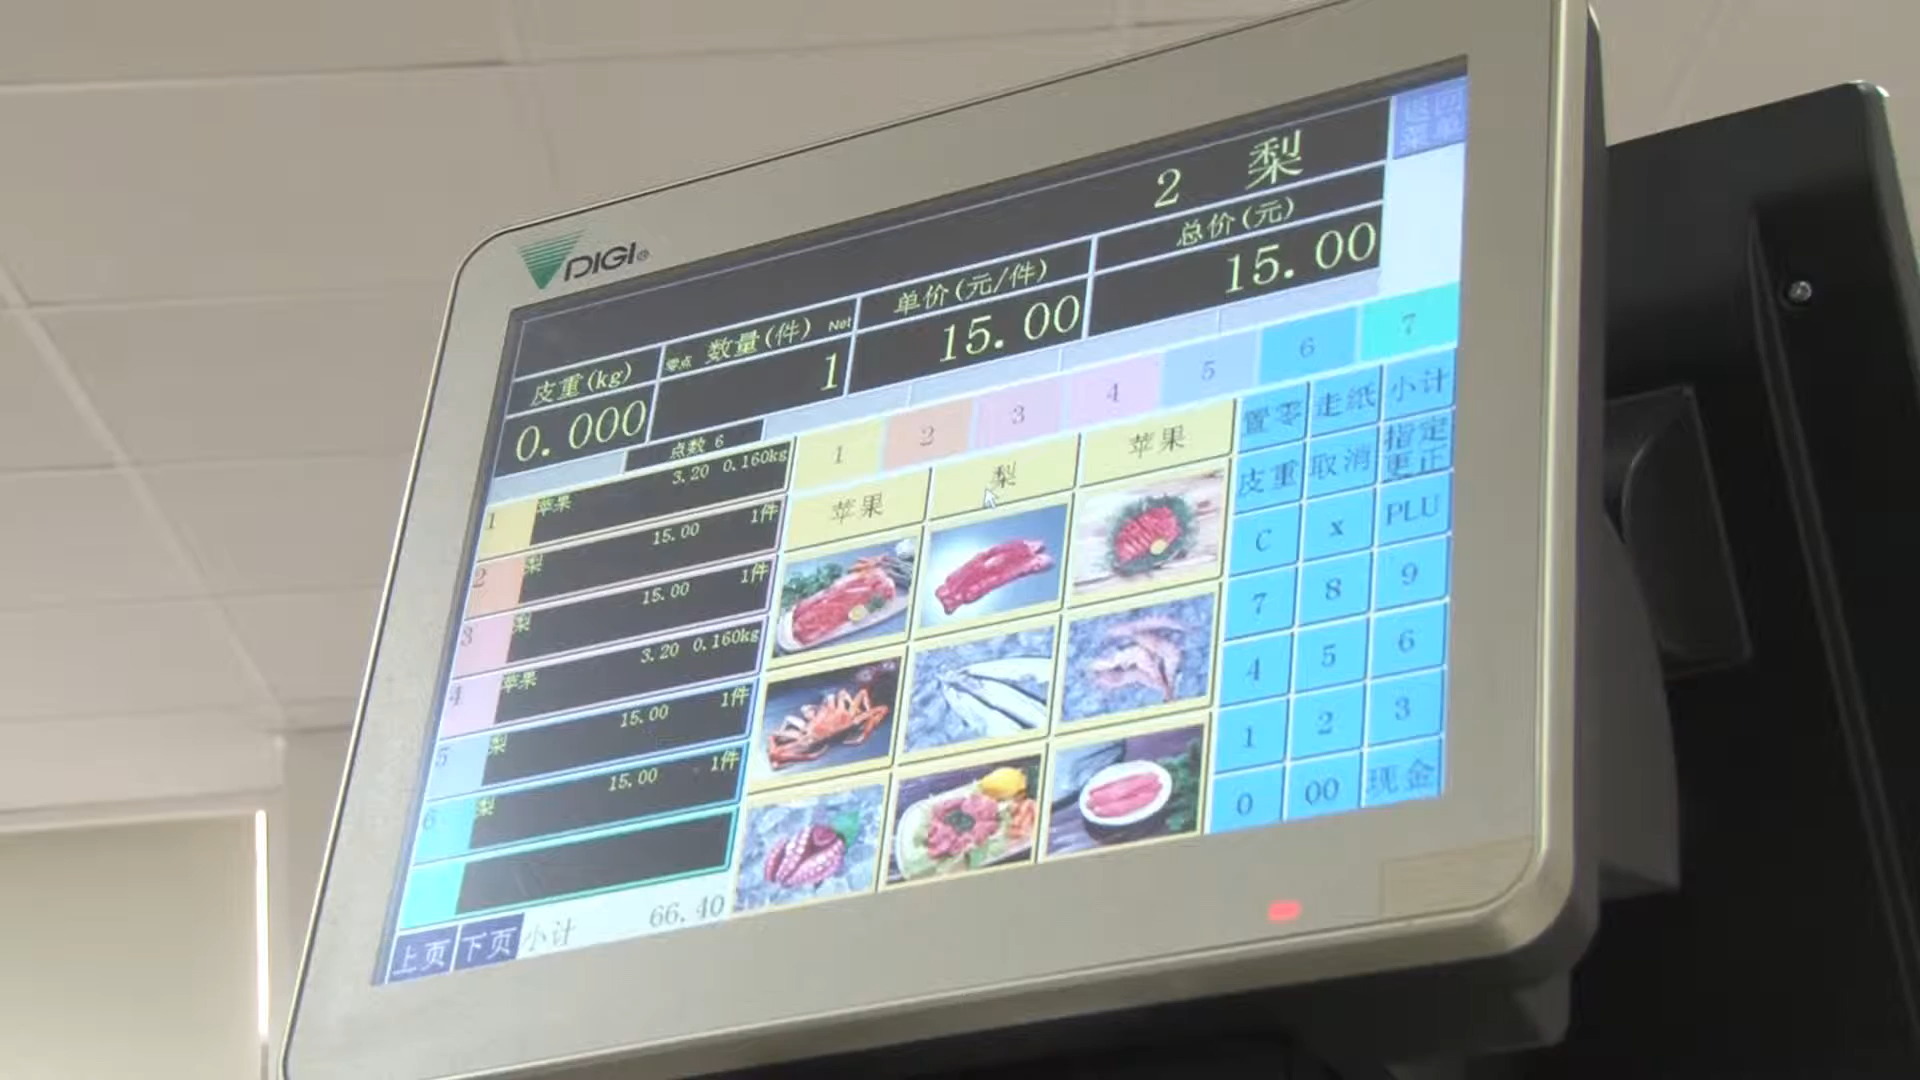 DIGI®
返回
菜单
2 梨
皮重(kg)
0.000
零点 数量(件) Net
1
单价(元/件)
15.00
总价(元)
15.00
点数 6
1 苹果 3.20 0.160kg
2 梨 15.00 1件
3 梨 15.00 1件
4 苹果 3.20 0.160kg
5 梨 15.00 1件
6 梨 15.00 1件
上页 下页 小计 66.40
1 2 3 4 5 6 7
苹果 梨 苹果
置零 走纸 小计
皮重 取消 指定更正
C x PLU
7 8 9
4 5 6
1 2 3
0 00 现金